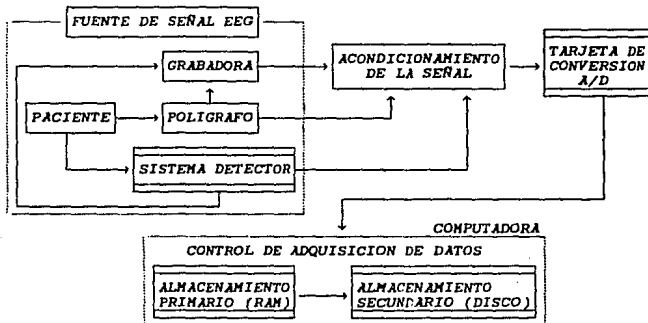 FUENTE DE SEÑAL EEG
GRABADORA
ACONDICIONAMIENTO
DE LA SEÑAL
TARJETA DE
CONVERSION
A/D
PACIENTE
POLIGRAFO
SISTEMA DETECTOR
COMPUTADORA
CONTROL DE ADQUISICION DE DATOS
ALMACENAMIENTO
PRIMARIO (RAM)
ALMACENAMIENTO
SECUNDARIO (DISCO)